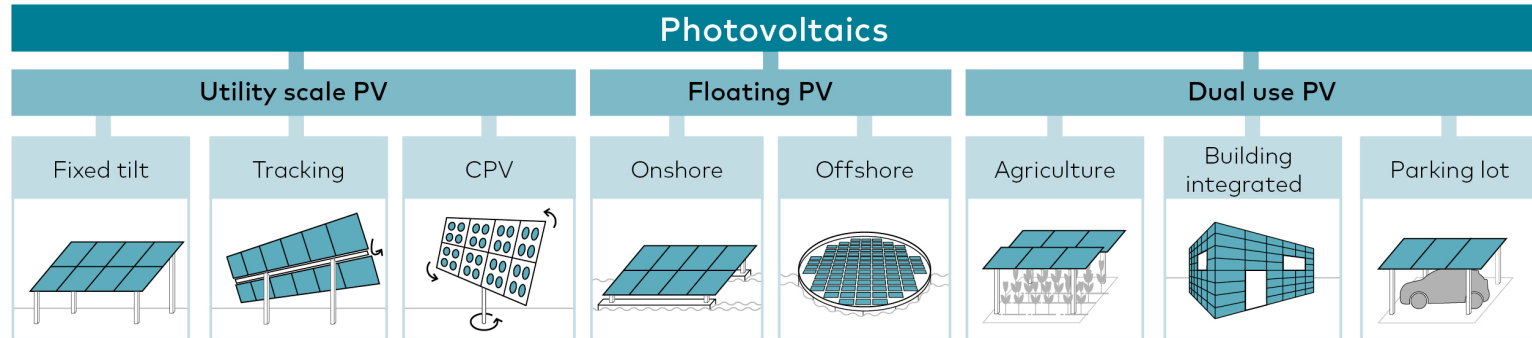 Photovoltaics
Utility scale PV
Floating PV
Dual use PV
Fixed tilt
Tracking
CPV
Onshore
Offshore
Agriculture
Building
integrated
Parking lot